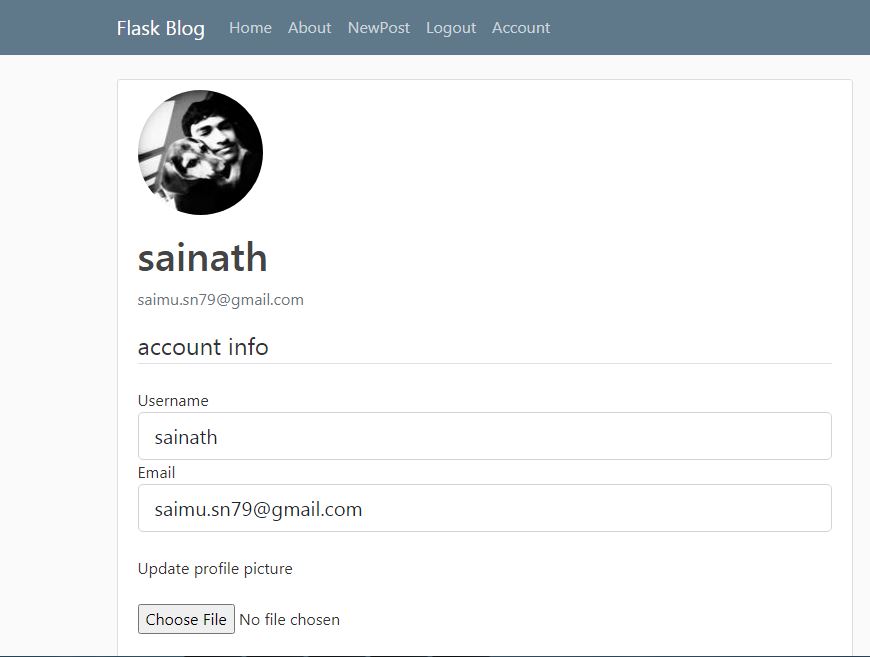 Flask Blog Home About NewPost Logout Account
sainath
saimu.sn79@gmail.com
account info
Username
sainath
Email
saimu.sn79@gmail.com
Update profile picture
Choose File No file chosen